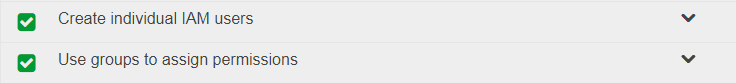 Create individual IAM users
Use groups to assign permissions